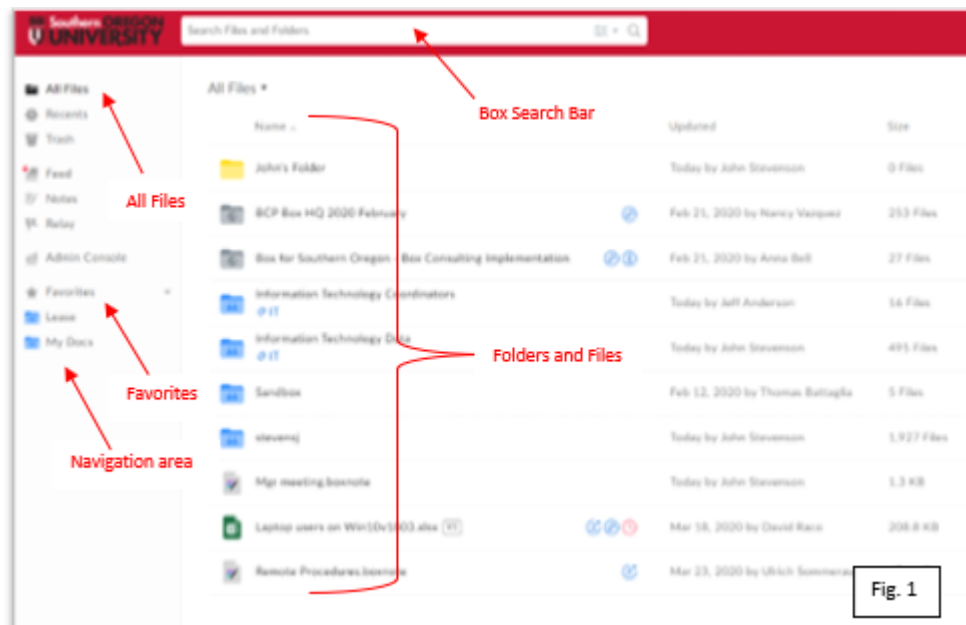 Southern OREGON
UNIVERSITY
Search Files and Folders
Box Search Bar
All Files
Recents
Trash
Feed
Notes
Relay
Admin Console
Favorites
Lease
My Docs
All Files
Favorites
Navigation area
All Files
Name
Updated
Size
John's Folder
Today by John Stevenson
0 Files
BCP Box HQ 2020 February
Feb 21, 2020 by Nancy Vazquez
253 Files
Box for Southern Oregon - Box Consulting Implementation
Feb 21, 2020 by Anna Bell
27 Files
Information Technology Coordinators
IT
Today by Jeff Anderson
16 Files
Information Technology Data
IT
Today by John Stevenson
495 Files
Folders and Files
Sandbox
Feb 12, 2020 by Thomas Battaglia
5 Files
stevensj
Today by John Stevenson
1,927 Files
Mgr meeting.boxnote
Today by John Stevenson
1.3 KB
Laptop users on Win10v1803.xlsx
Mar 18, 2020 by David Raco
208.8 KB
Remote Procedures.boxnote
Mar 23, 2020 by Ulrich
Fig. 1